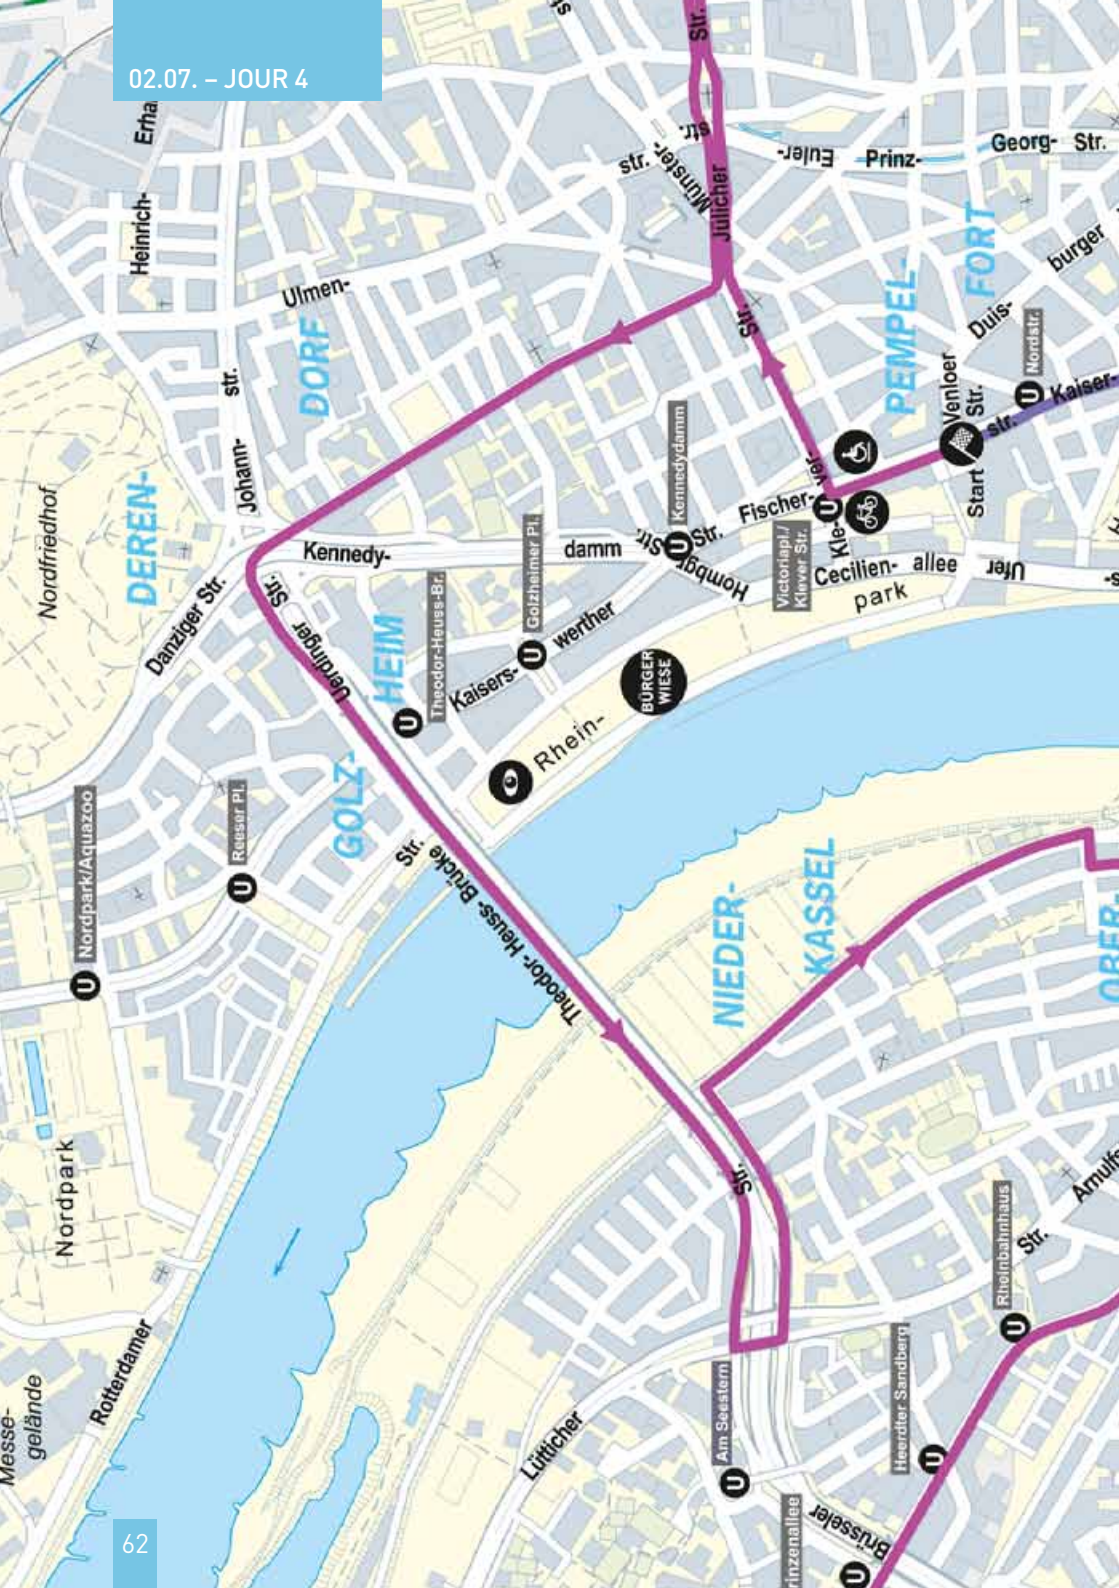 02.07. – JOUR 4
Str.
Erha
str.
Münster-
str.
Jülicher
Euler-
Prinz-
Georg-
Str.
Heinrich-
Ulmen-
DORF
str.
Johann-
Str.
PEMPEL-
FORT
burger
Duis-
Nordstr.
U
Kaiser-
str.
Venloer
Str.
Start
Nordfriedhof
DEREN-
Danziger Str.
Kennedy-
damm
Kennedydamm
U
Str.
Str.
Homburger
Fischer-
Kle-
ver-
U
Victoriapl./
Klever Str.
Cecilien-
allee
Ufer
park
Golzheimer Pl.
U
Kaisers-
werther
Theodor-Heuss-Br.
U
HEIM
Uerdinger
Str.
GOLZ-
BÜRGER
WIESE
Rhein-
Reeser Pl.
U
Nordpark/Aquazoo
U
Str.
Theodor- Heuss- Brücke
NIEDER-
KASSEL
OBER-
Nordpark
Messe-
gelände
Rotterdamer
Str.
Lütticher
Am Seestern
U
Rheinbahnhaus
U
Str.
Arnulfs
Heerdter Sandberg
U
rinzenallee
U
Brüsseler
62